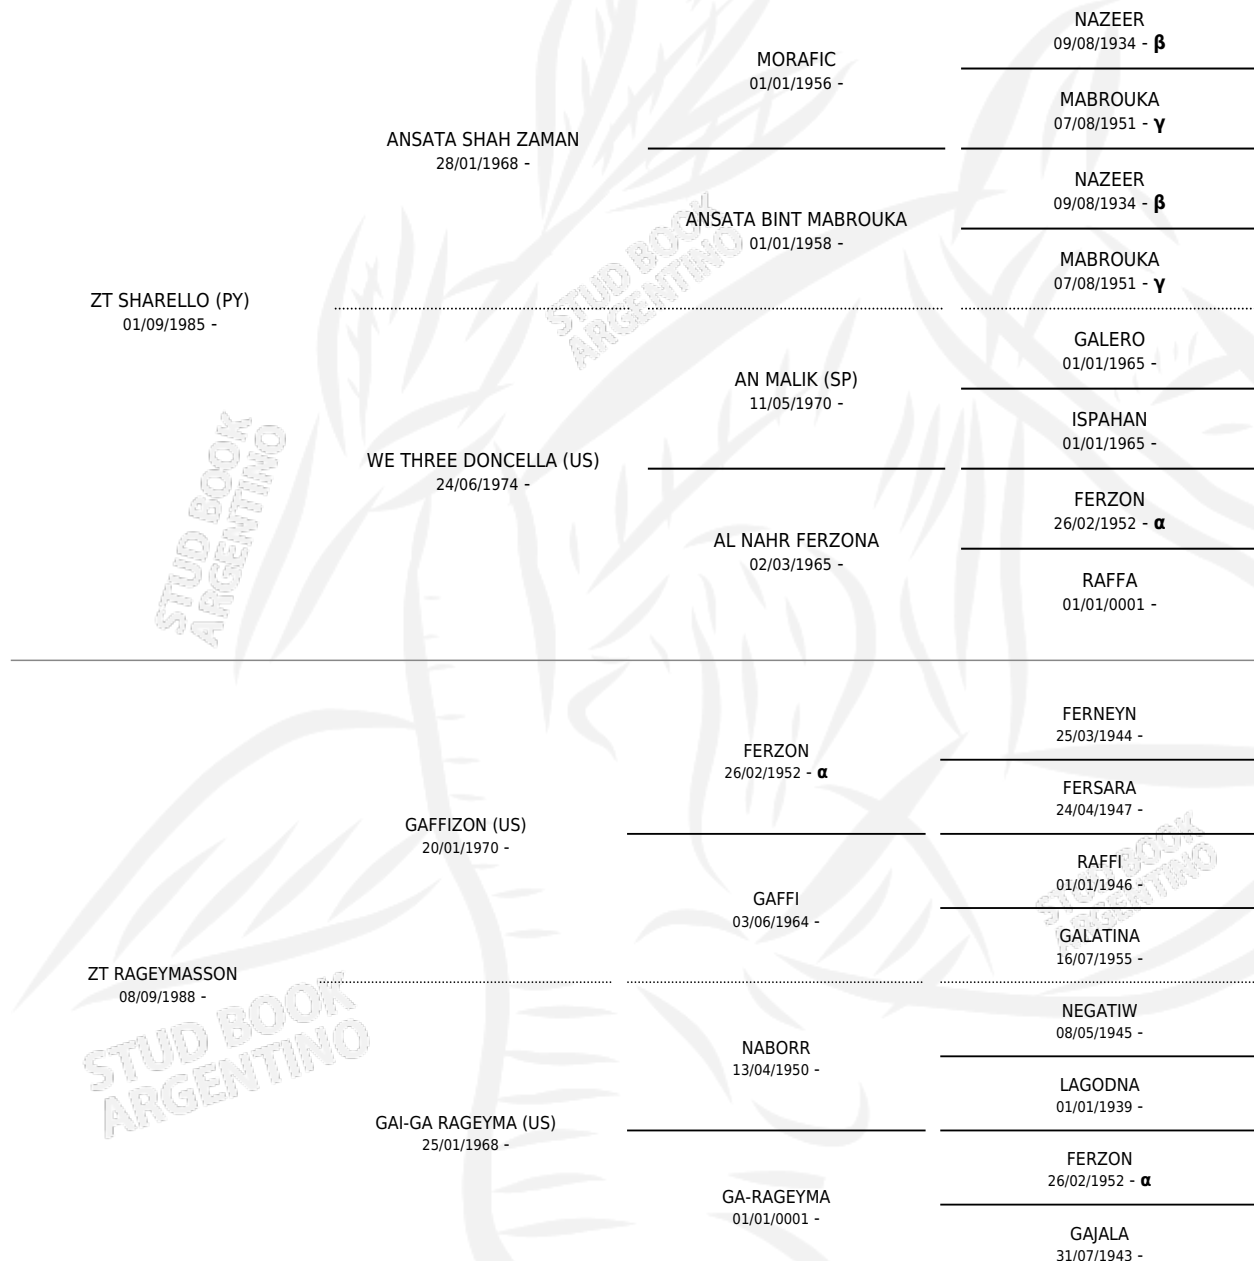 NAZEER
09/08/1934 - β
MORAFIC
01/01/1956 -
MABROUKA
07/08/1951 - γ
ANSATA SHAH ZAMAN
28/01/1968 -
NAZEER
09/08/1934 - β
ANSATA BINT MABROUKA
01/01/1958 -
MABROUKA
07/08/1951 - γ
ZT SHARELLO (PY)
01/09/1985 -
GALERO
01/01/1965 -
AN MALIK (SP)
11/05/1970 -
ISPAHAN
01/01/1965 -
WE THREE DONCELLA (US)
24/06/1974 -
FERZON
26/02/1952 - α
AL NAHR FERZONA
02/03/1965 -
RAFFA
01/01/0001 -
FERNEYN
25/03/1944 -
FERZON
26/02/1952 - α
FERSARA
24/04/1947 -
GAFFIZON (US)
20/01/1970 -
RAFFI
01/01/1946 -
GAFFI
03/06/1964 -
GALATINA
16/07/1955 -
ZT RAGEYMASSON
08/09/1988 -
NEGATIW
08/05/1945 -
NABORR
13/04/1950 -
LAGODNA
01/01/1939 -
GAI-GA RAGEYMA (US)
25/01/1968 -
FERZON
26/02/1952 - α
GA-RAGEYMA
01/01/0001 -
GAJALA
31/07/1943 -
STUD BOOK
ARGENTINO
STUD BOOK
ARGENTINO
STUD BOOK
ARGENTINO
STUD BOOK
ARGENTINO